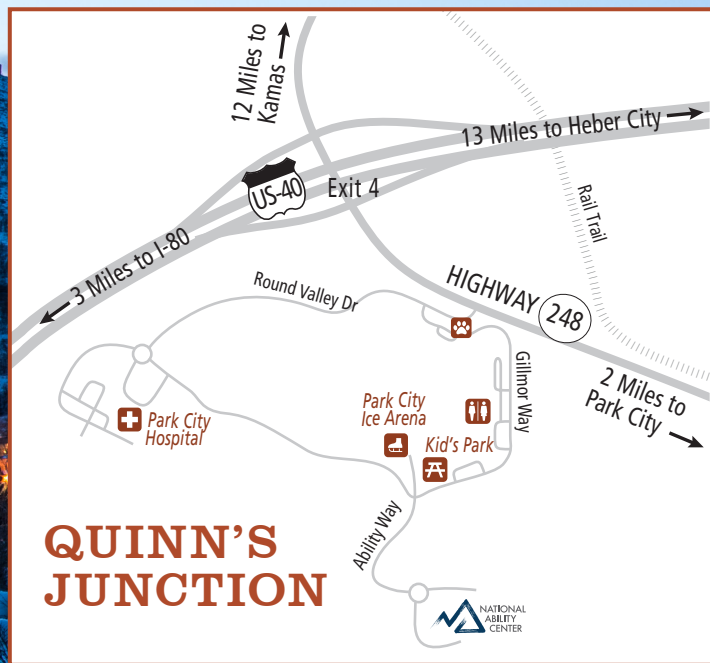 12 Miles to
Kamas
13 Miles to Heber City
US-40
Exit 4
3 Miles to I-80
Rail Trail
Round Valley Dr
HIGHWAY 248
Gillmor Way
2 Miles to
Park City
Park City
Ice Arena
Park City
Hospital
Kid's Park
Ability Way
QUINN'S
JUNCTION
NATIONAL
ABILITY
CENTER